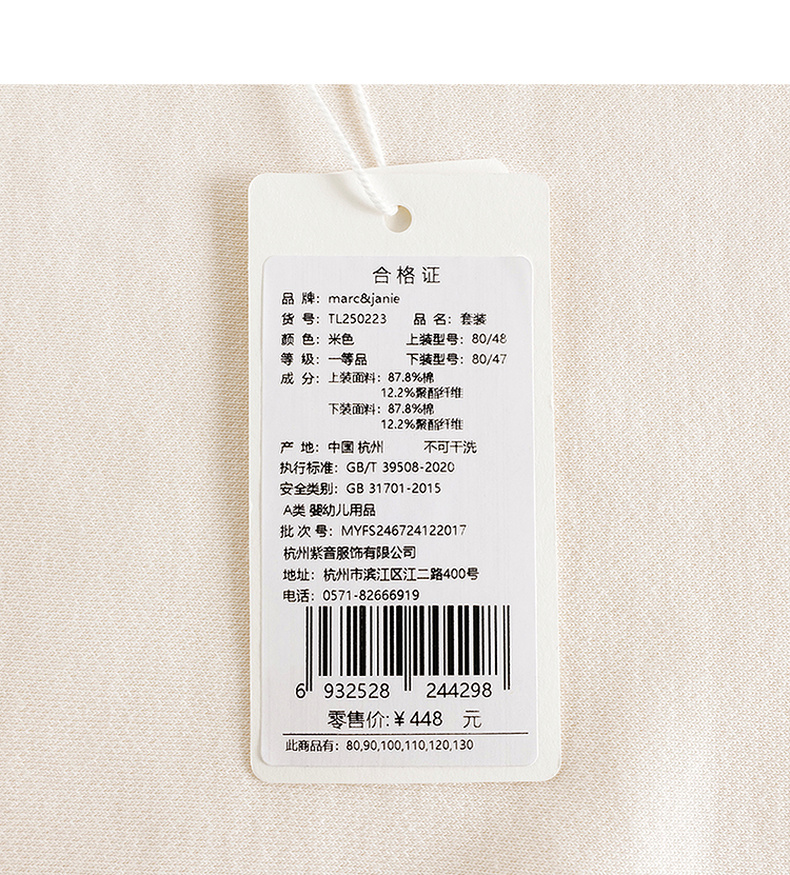 合格证
品 牌：marc&janie
货 号：TL250223 品 名：套装
颜 色：米色 上装型号：80/48
等 级：一等品 下装型号：80/47
成 分：上装面料：87.8%棉
12.2%聚酯纤维
下装面料：87.8%棉
12.2%聚酯纤维
产 地：中国 杭州 不可干洗
执行标准：GB/T 39508-2020
安全类别：GB 31701-2015
A类 婴幼儿用品
批 次 号：MYFS246724122017
杭州紫音服饰有限公司
地址：杭州市滨江区江二路400号
电话：0571-82666919
6 932528 244298
零售价:￥448 元
此商品有：80,90,100,110,120,130